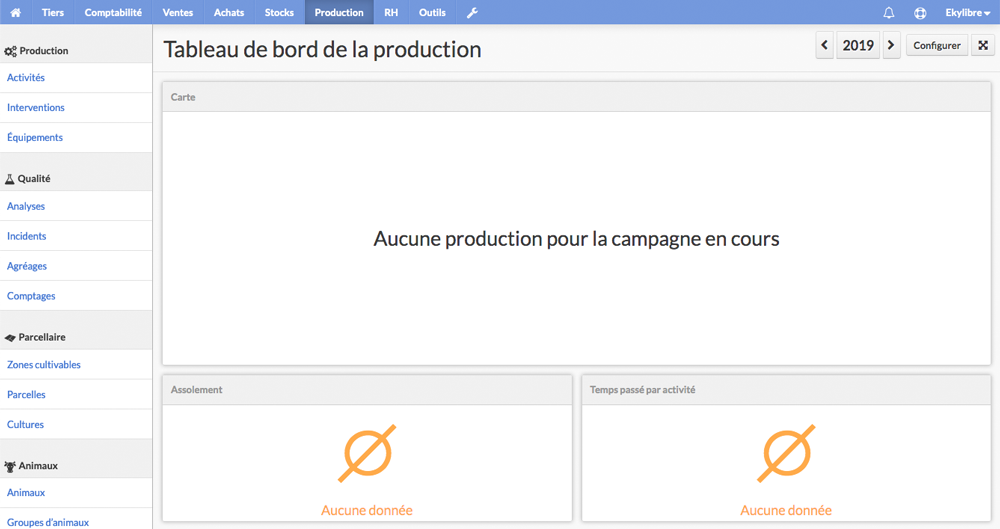 Tiers Comptabilité Ventes Achats Stocks Production RH Outils Ekylibre
Production
Activités
Interventions
Équipements
Qualité
Analyses
Incidents
Agréages
Comptages
Parcellaire
Zones cultivables
Parcelles
Cultures
Animaux
Animaux
Groupes d'animaux
Tableau de bord de la production
2019
Configurer
Carte
Aucune production pour la campagne en cours
Assolement
Aucune donnée
Temps passé par activité
Aucune donnée